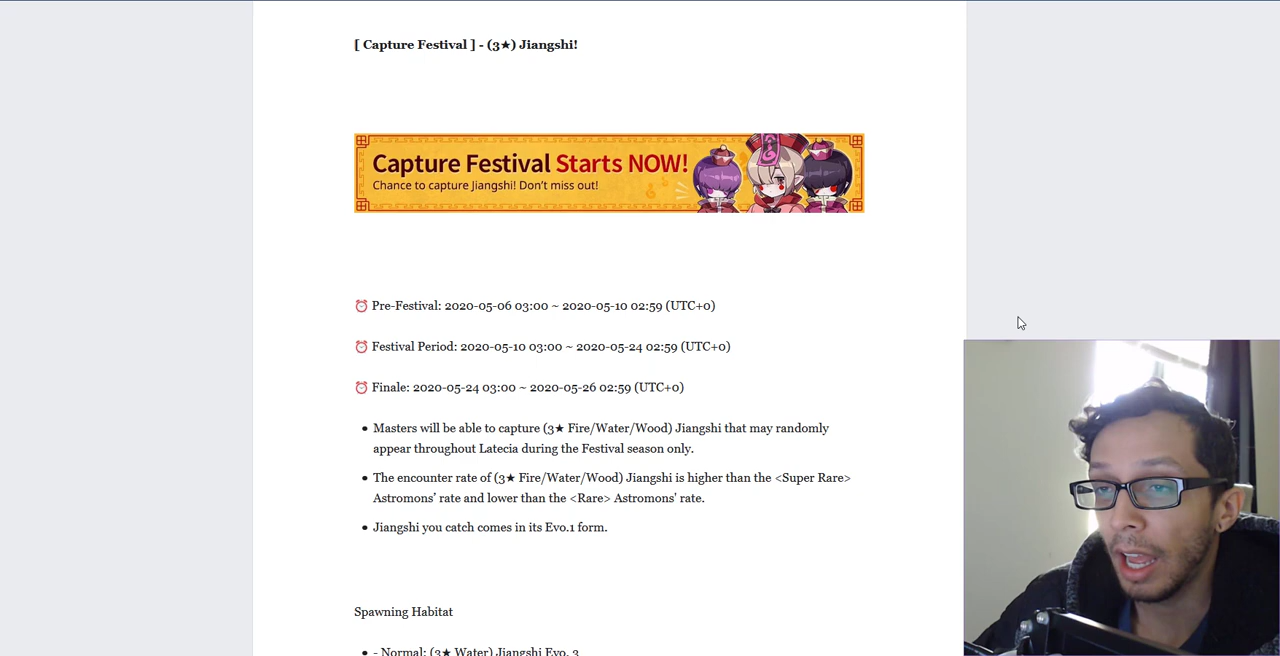 [ Capture Festival ] - (3★) Jiangshi!
Capture Festival Starts NOW!
Chance to capture Jiangshi! Don't miss out!
⏰ Pre-Festival: 2020-05-06 03:00 ~ 2020-05-10 02:59 (UTC+0)
⏰ Festival Period: 2020-05-10 03:00 ~ 2020-05-24 02:59 (UTC+0)
⏰ Finale: 2020-05-24 03:00 ~ 2020-05-26 02:59 (UTC+0)
• Masters will be able to capture (3★ Fire/Water/Wood) Jiangshi that may randomly
appear throughout Latecia during the Festival season only.
• The encounter rate of (3★ Fire/Water/Wood) Jiangshi is higher than the <Super Rare>
Astromons' rate and lower than the <Rare> Astromons' rate.
• Jiangshi you catch comes in its Evo.1 form.
Spawning Habitat
• - Normal: (3★ Water) Jiangshi Evo. 3